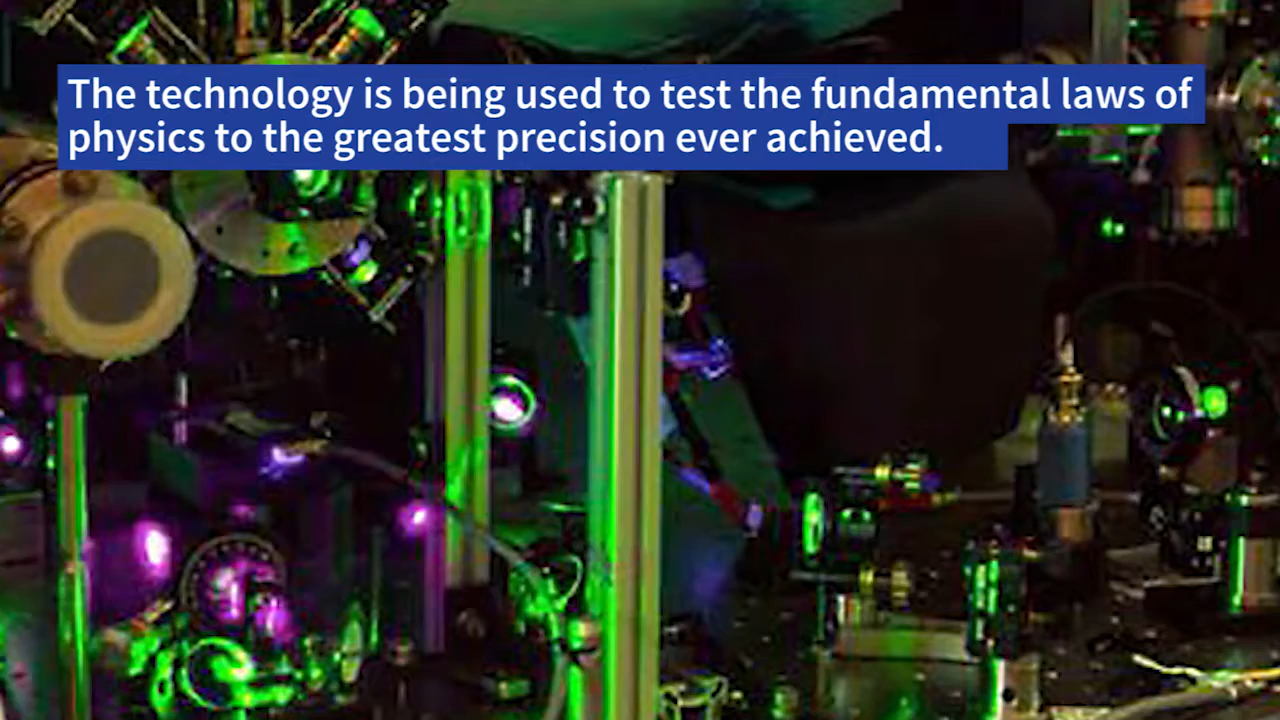 The technology is being used to test the fundamental laws of
physics to the greatest precision ever achieved.